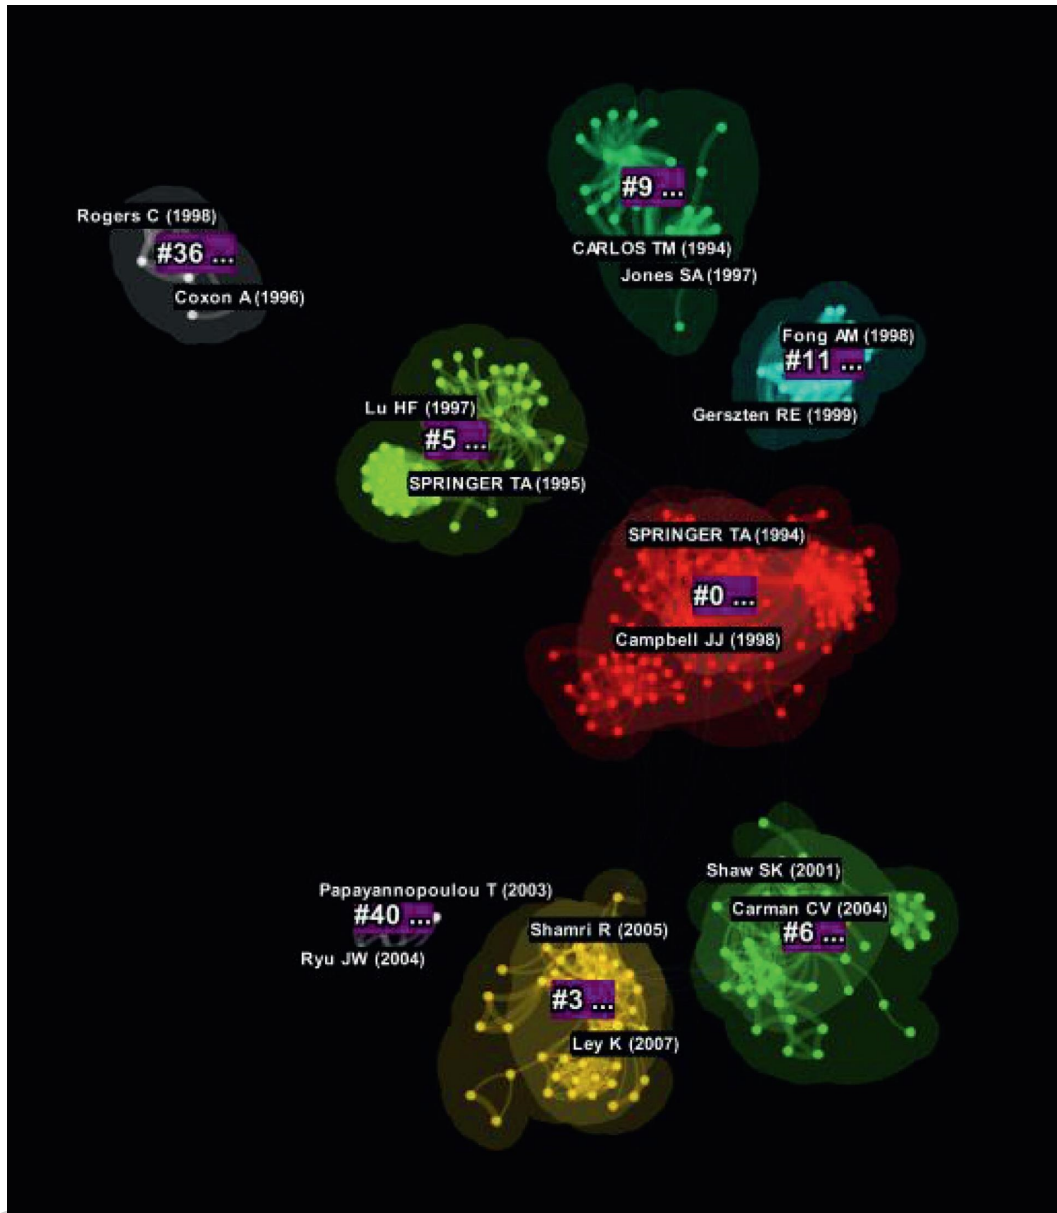 #9 ...
Rogers C (1998)
#36 ...
CARLOS TM (1994)
Jones SA (1997)
Coxon A (1996)
Fong AM (1998)
#11 ...
Gerszten RE (1999)
Lu HF (1997)
#5 ...
SPRINGER TA (1995)
SPRINGER TA (1994)
#0 ...
Campbell JJ (1998)
Shaw SK (2001)
Papayannopoulou T (2003)
Carman CV (2004)
#40 ...
Shamri R (2005)
#6 ...
Ryu JW (2004)
#3 ...
Ley K (2007)